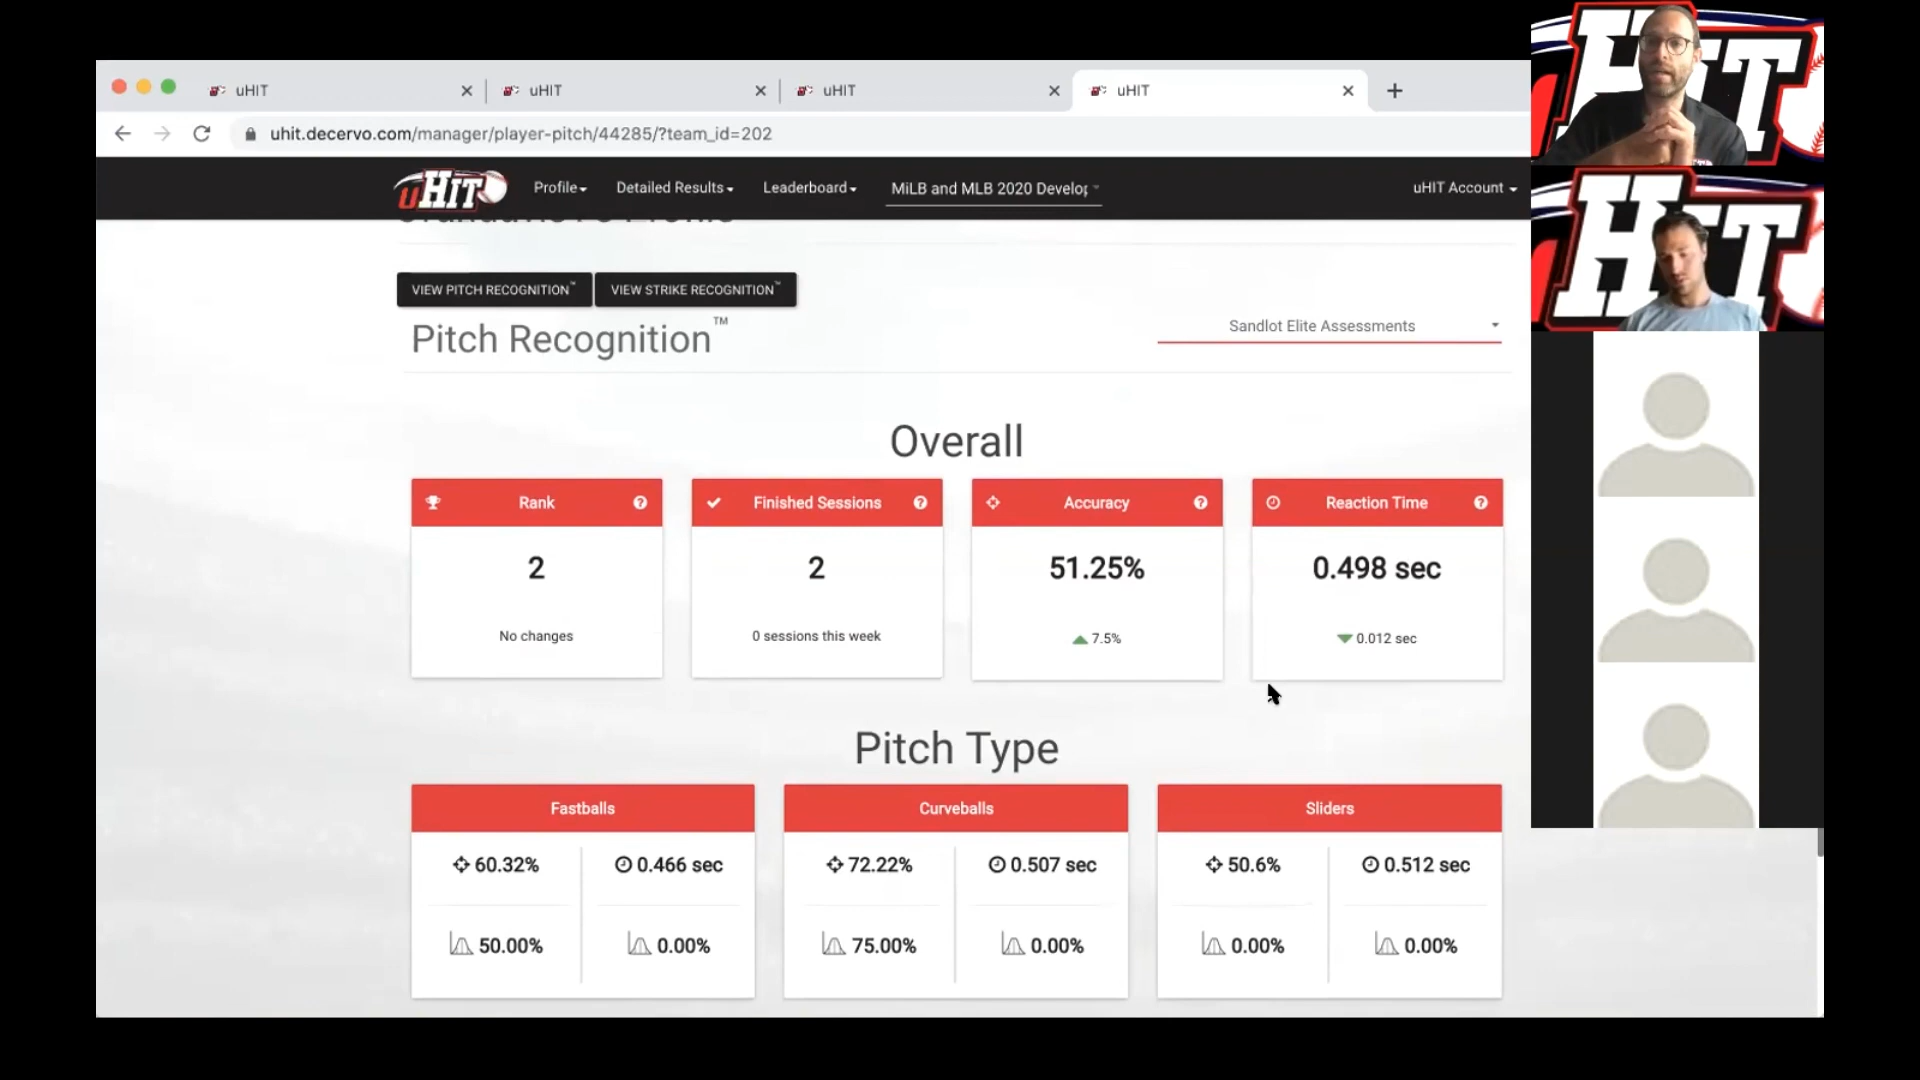 uHIT
uHIT
uHIT
uHIT
uhit.decervo.com/manager/player-pitch/44285/?team_id=202
uHIT
Profile
Detailed Results
Leaderboard
MiLB and MLB 2020 Develop
uHIT Account
VIEW PITCH RECOGNITION™
VIEW STRIKE RECOGNITION™
Pitch Recognition™
Sandlot Elite Assessments
Overall
Rank
Finished Sessions
Accuracy
Reaction Time
2
2
51.25%
0.498 sec
No changes
0 sessions this week
7.5%
0.012 sec
Pitch Type
Fastballs
Curveballs
Sliders
60.32%
0.466 sec
72.22%
0.507 sec
50.6%
0.512 sec
50.00%
0.00%
75.00%
0.00%
0.00%
0.00%